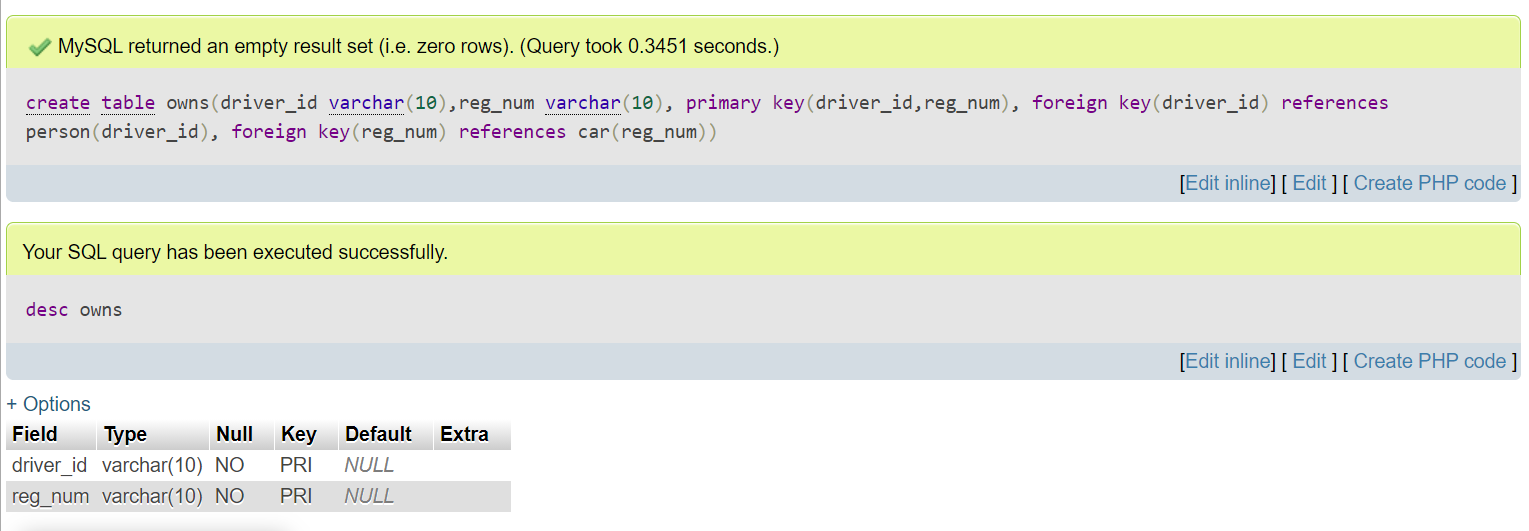 MySQL returned an empty result set (i.e. zero rows). (Query took 0.3451 seconds.)
create table owns(driver_id varchar(10),reg_num varchar(10), primary key(driver_id,reg_num), foreign key(driver_id) references
person(driver_id), foreign key(reg_num) references car(reg_num))
[Edit inline] [ Edit ] [ Create PHP code ]
Your SQL query has been executed successfully.
desc owns
[Edit inline] [ Edit ] [ Create PHP code ]
+ Options
Field Type Null Key Default Extra
driver_id varchar(10) NO PRI NULL
reg_num varchar(10) NO PRI NULL